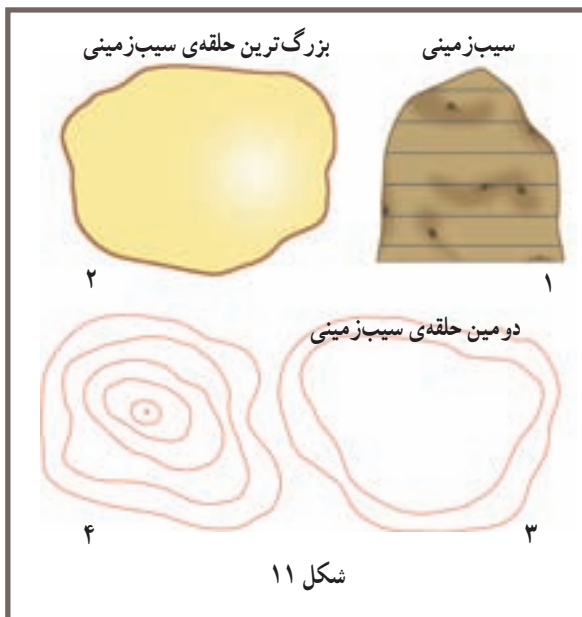 سیب‌زمینی
بزرگ‌ترین حلقه‌ی سیب‌زمینی
۱
۲
دومین حلقه‌ی سیب‌زمینی
۳
۴
شکل ۱۱